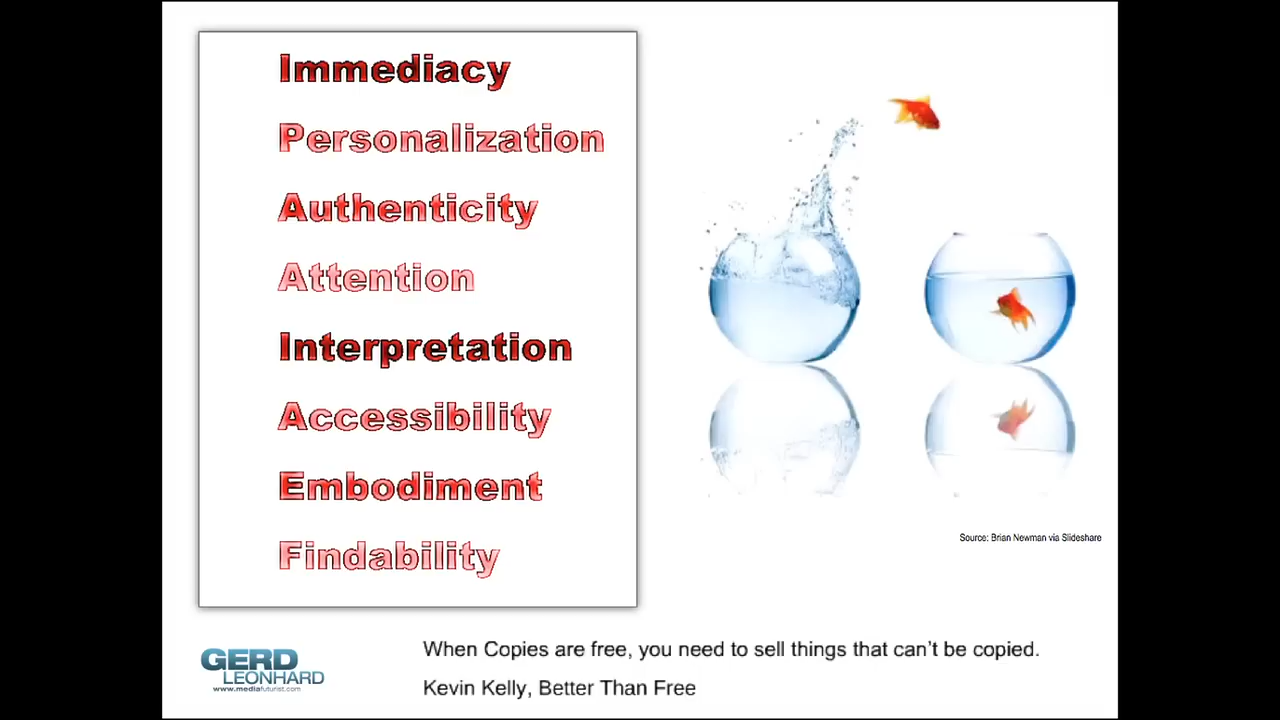 Immediacy
Personalization
Authenticity
Attention
Interpretation
Accessibility
Embodiment
Findability
Source: Brian Newman via Slideshare
When Copies are free, you need to sell things that can't be copied.
Kevin Kelly, Better Than Free
GERD
LEONHARD
www.mediafuturist.com